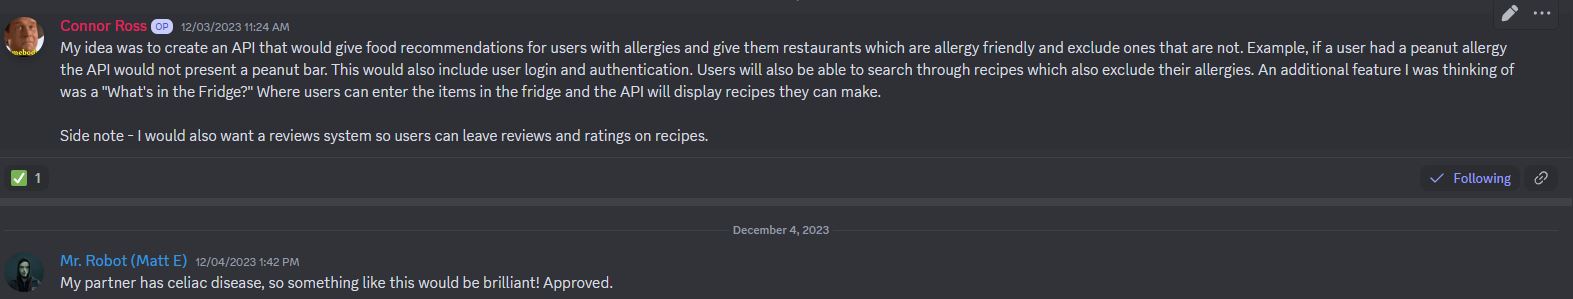 Connor Ross OP 12/03/2023 11:24 AM
My idea was to create an API that would give food recommendations for users with allergies and give them restaurants which are allergy friendly and exclude ones that are not. Example, if a user had a peanut allergy
the API would not present a peanut bar. This would also include user login and authentication. Users will also be able to search through recipes which also exclude their allergies. An additional feature I was thinking of
was a "What's in the Fridge?" Where users can enter the items in the fridge and the API will display recipes they can make.
Side note - I would also want a reviews system so users can leave reviews and ratings on recipes.
1
Following
December 4, 2023
Mr. Robot (Matt E) 12/04/2023 1:42 PM
My partner has celiac disease, so something like this would be brilliant! Approved.